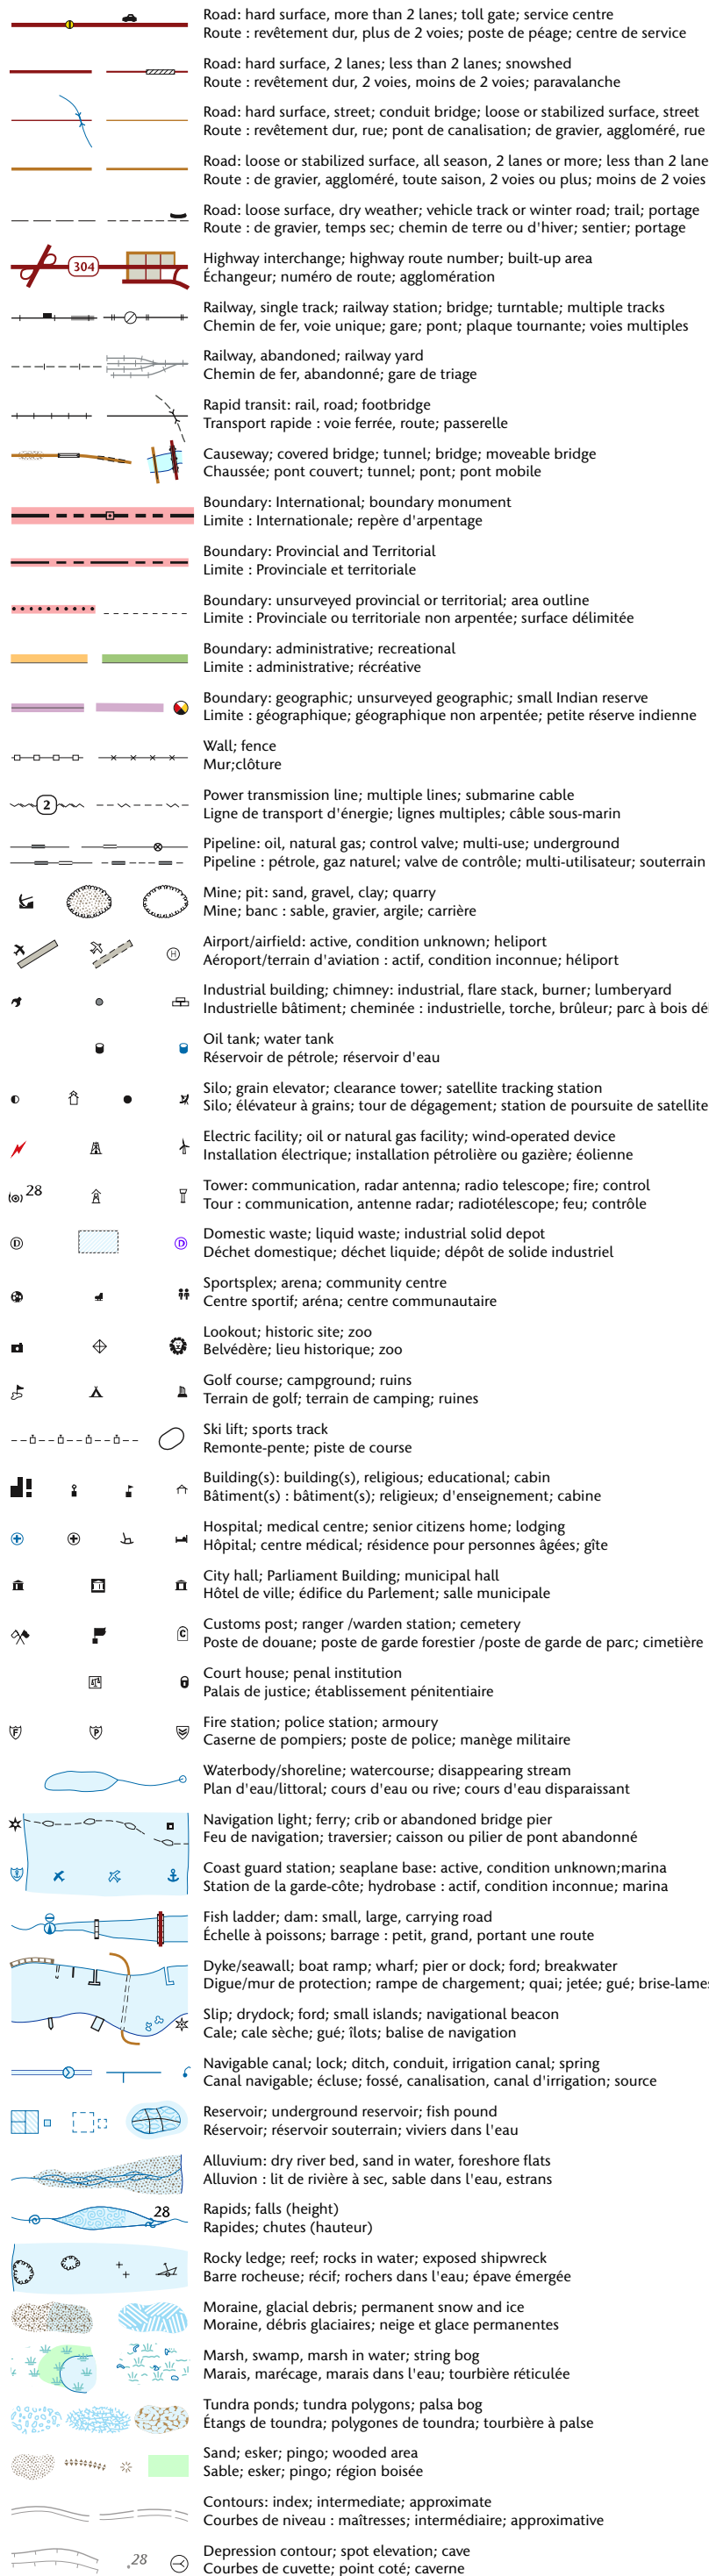 Road: hard surface, more than 2 lanes; toll gate; service centre
Route : revêtement dur, plus de 2 voies; poste de péage; centre de service
Road: hard surface, 2 lanes; less than 2 lanes; snowshed
Route : revêtement dur, 2 voies, moins de 2 voies; paravalanche
Road: hard surface, street; conduit bridge; loose or stabilized surface, street
Route : revêtement dur, rue; pont de canalisation; de gravier, aggloméré, rue
Road: loose or stabilized surface, all season, 2 lanes or more; less than 2 lane
Route : de gravier, aggloméré, toute saison, 2 voies ou plus; moins de 2 voies
Road: loose surface, dry weather; vehicle track or winter road; trail; portage
Route : de gravier, temps sec; chemin de terre ou d'hiver; sentier; portage
304
Highway interchange; highway route number; built-up area
Échangeur; numéro de route; agglomération
Railway, single track; railway station; bridge; turntable; multiple tracks
Chemin de fer, voie unique; gare; pont; plaque tournante; voies multiples
Railway, abandoned; railway yard
Chemin de fer, abandonné; gare de triage
Rapid transit: rail, road; footbridge
Transport rapide : voie ferrée, route; passerelle
Causeway; covered bridge; tunnel; bridge; moveable bridge
Chaussée; pont couvert; tunnel; pont; pont mobile
Boundary: International; boundary monument
Limite : Internationale; repère d'arpentage
Boundary: Provincial and Territorial
Limite : Provinciale et territoriale
Boundary: unsurveyed provincial or territorial; area outline
Limite : Provinciale ou territoriale non arpentée; surface délimitée
Boundary: administrative; recreational
Limite : administrative; récréative
Boundary: geographic; unsurveyed geographic; small Indian reserve
Limite : géographique; géographique non arpentée; petite réserve indienne
Wall; fence
Mur;clôture
2
Power transmission line; multiple lines; submarine cable
Ligne de transport d'énergie; lignes multiples; câble sous-marin
Pipeline: oil, natural gas; control valve; multi-use; underground
Pipeline : pétrole, gaz naturel; valve de contrôle; multi-utilisateur; souterrain
Mine; pit: sand, gravel, clay; quarry
Mine; banc : sable, gravier, argile; carrière
H
Airport/airfield: active, condition unknown; heliport
Aéroport/terrain d'aviation : actif, condition inconnue; héliport
Industrial building; chimney: industrial, flare stack, burner; lumberyard
Industrielle bâtiment; cheminée : industrielle, torche, brûleur; parc à bois dé
Oil tank; water tank
Réservoir de pétrole; réservoir d'eau
Silo; grain elevator; clearance tower; satellite tracking station
Silo; élévateur à grains; tour de dégagement; station de poursuite de satellite
Electric facility; oil or natural gas facility; wind-operated device
Installation électrique; installation pétrolière ou gazière; éolienne
28
Tower: communication, radar antenna; radio telescope; fire; control
Tour : communication, antenne radar; radiotélescope; feu; contrôle
D D
Domestic waste; liquid waste; industrial solid depot
Déchet domestique; déchet liquide; dépôt de solide industriel
Sportsplex; arena; community centre
Centre sportif; aréna; centre communautaire
Lookout; historic site; zoo
Belvédère; lieu historique; zoo
Golf course; campground; ruins
Terrain de golf; terrain de camping; ruines
Ski lift; sports track
Remonte-pente; piste de course
Building(s): building(s), religious; educational; cabin
Bâtiment(s) : bâtiment(s); religieux; d'enseignement; cabine
Hospital; medical centre; senior citizens home; lodging
Hôpital; centre médical; résidence pour personnes âgées; gîte
City hall; Parliament Building; municipal hall
Hôtel de ville; édifice du Parlement; salle municipale
C
Customs post; ranger /warden station; cemetery
Poste de douane; poste de garde forestier /poste de garde de parc; cimetière
Court house; penal institution
Palais de justice; établissement pénitentiaire
F P
Fire station; police station; armoury
Caserne de pompiers; poste de police; manège militaire
Waterbody/shoreline; watercourse; disappearing stream
Plan d'eau/littoral; cours d'eau ou rive; cours d'eau disparaissant
Navigation light; ferry; crib or abandoned bridge pier
Feu de navigation; traversier; caisson ou pilier de pont abandonné
Coast guard station; seaplane base: active, condition unknown;marina
Station de la garde-côte; hydrobase : actif, condition inconnue; marina
Fish ladder; dam: small, large, carrying road
Échelle à poissons; barrage : petit, grand, portant une route
Dyke/seawall; boat ramp; wharf; pier or dock; ford; breakwater
Digue/mur de protection; rampe de chargement; quai; jetée; gué; brise-lames
Slip; drydock; ford; small islands; navigational beacon
Cale; cale sèche; gué; îlots; balise de navigation
Navigable canal; lock; ditch, conduit, irrigation canal; spring
Canal navigable; écluse; fossé, canalisation, canal d'irrigation; source
Reservoir; underground reservoir; fish pound
Réservoir; réservoir souterrain; viviers dans l'eau
Alluvium: dry river bed, sand in water, foreshore flats
Alluvion : lit de rivière à sec, sable dans l'eau, estrans
28
Rapids; falls (height)
Rapides; chutes (hauteur)
Rocky ledge; reef; rocks in water; exposed shipwreck
Barre rocheuse; récif; rochers dans l'eau; épave émergée
Moraine, glacial debris; permanent snow and ice
Moraine, débris glaciaires; neige et glace permanentes
Marsh, swamp, marsh in water; string bog
Marais, marécage, marais dans l'eau; tourbière réticulée
Tundra ponds; tundra polygons; palsa bog
Étangs de toundra; polygones de toundra; tourbière à palse
Sand; esker; pingo; wooded area
Sable; esker; pingo; région boisée
Contours: index; intermediate; approximate
Courbes de niveau : maîtresses; intermédiaire; approximative
.28
Depression contour; spot elevation; cave
Courbes de cuvette; point coté; caverne